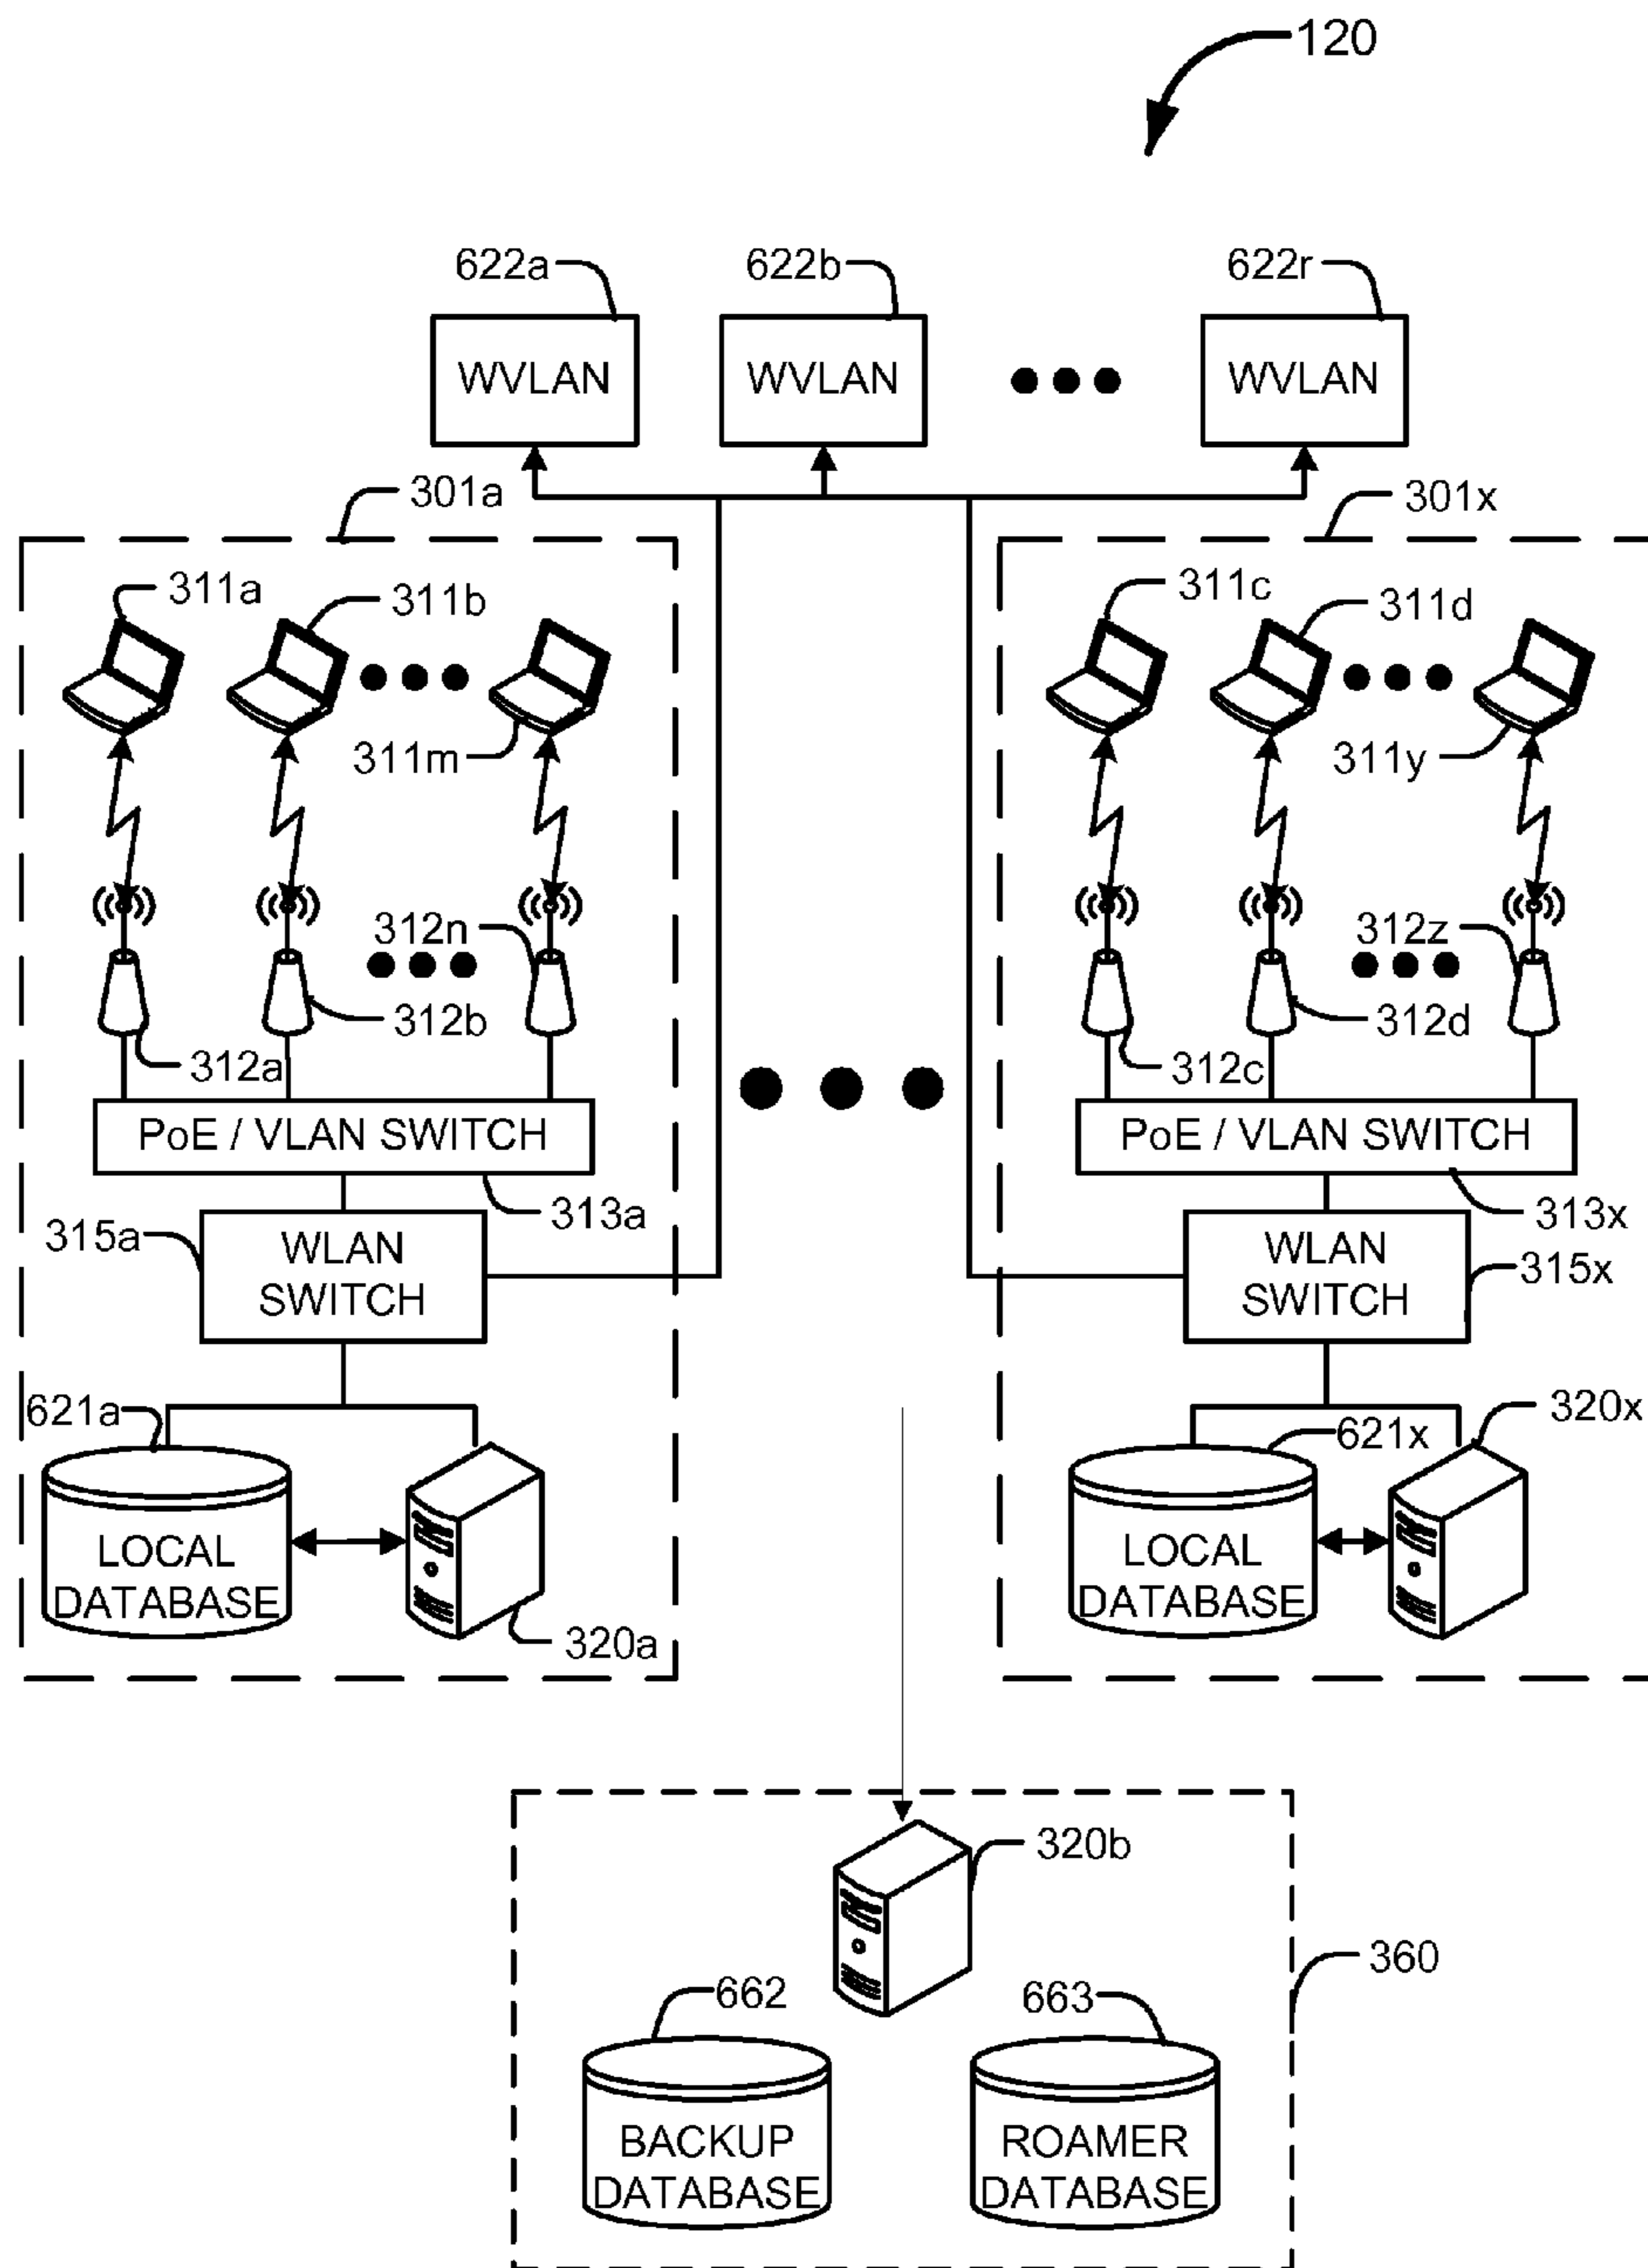 120
622a
622b
622r
WVLAN
WVLAN
WVLAN
301a
301x
311a
311b
311m
311c
311d
311y
312n
312b
312a
312z
312d
312c
PoE / VLAN SWITCH
PoE / VLAN SWITCH
313a
313x
315a
WLAN
SWITCH
WLAN
SWITCH
315x
621a
LOCAL
DATABASE
320a
621x
320x
LOCAL
DATABASE
320b
360
662
663
BACKUP
DATABASE
ROAMER
DATABASE